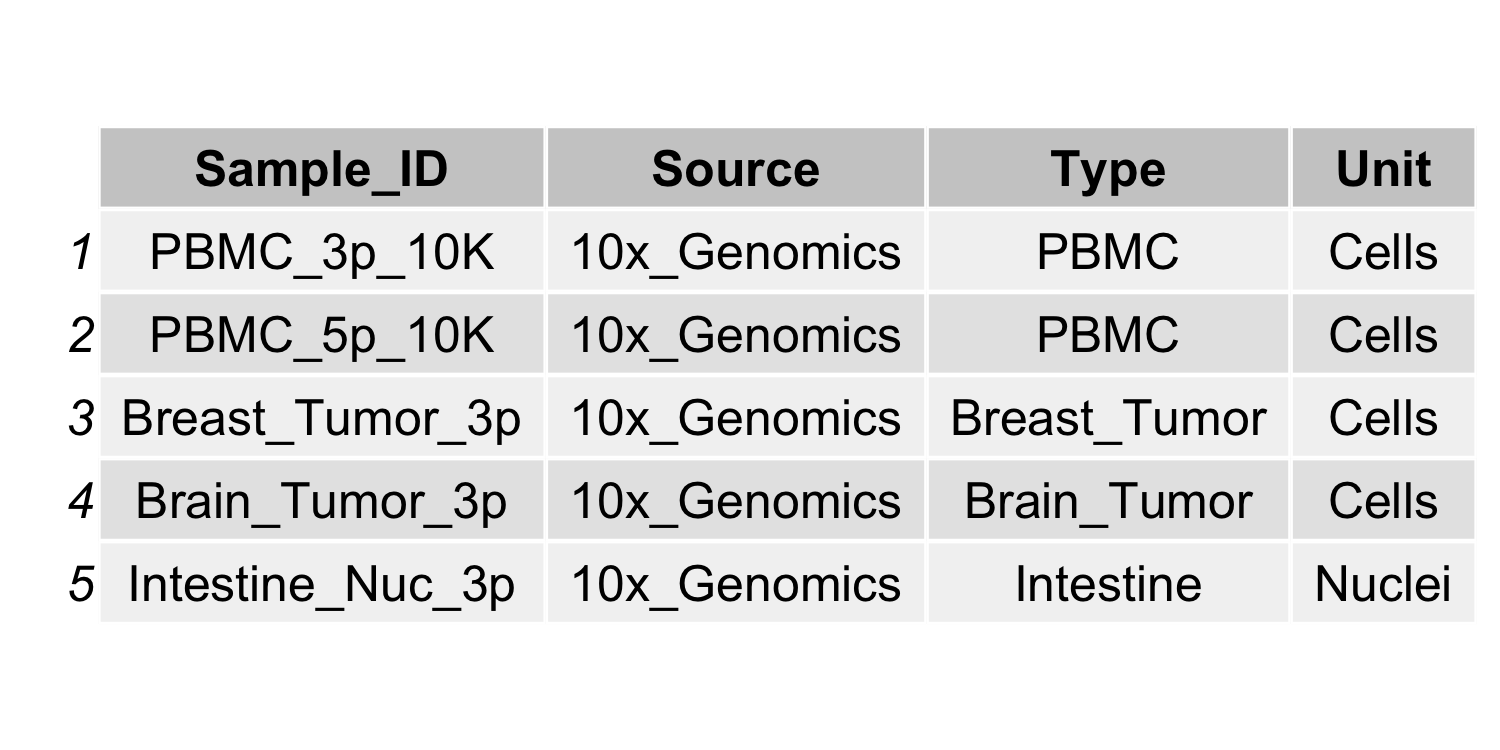 Sample_ID Source Type Unit
1 PBMC_3p_10K 10x_Genomics PBMC Cells
2 PBMC_5p_10K 10x_Genomics PBMC Cells
3 Breast_Tumor_3p 10x_Genomics Breast_Tumor Cells
4 Brain_Tumor_3p 10x_Genomics Brain_Tumor Cells
5 Intestine_Nuc_3p 10x_Genomics Intestine Nuclei